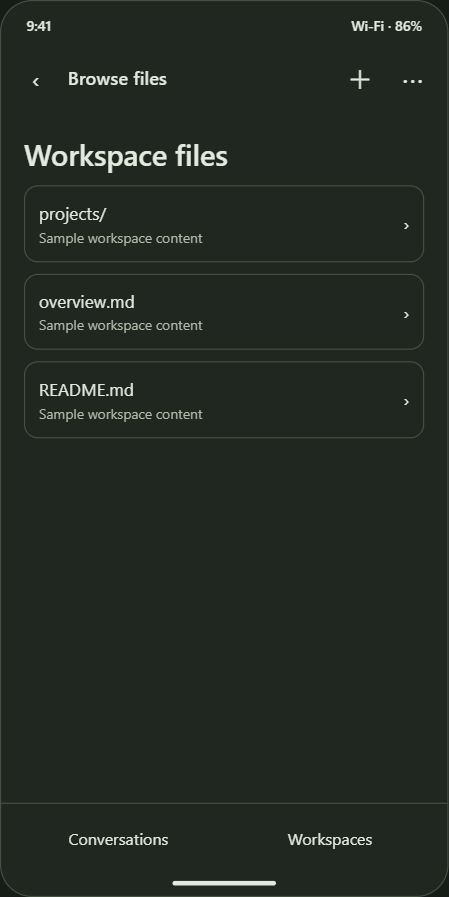 9:41 Wi-Fi · 86%
‹ Browse files + ...
Workspace files
projects/
Sample workspace content ›
overview.md
Sample workspace content ›
README.md
Sample workspace content ›
Conversations Workspaces